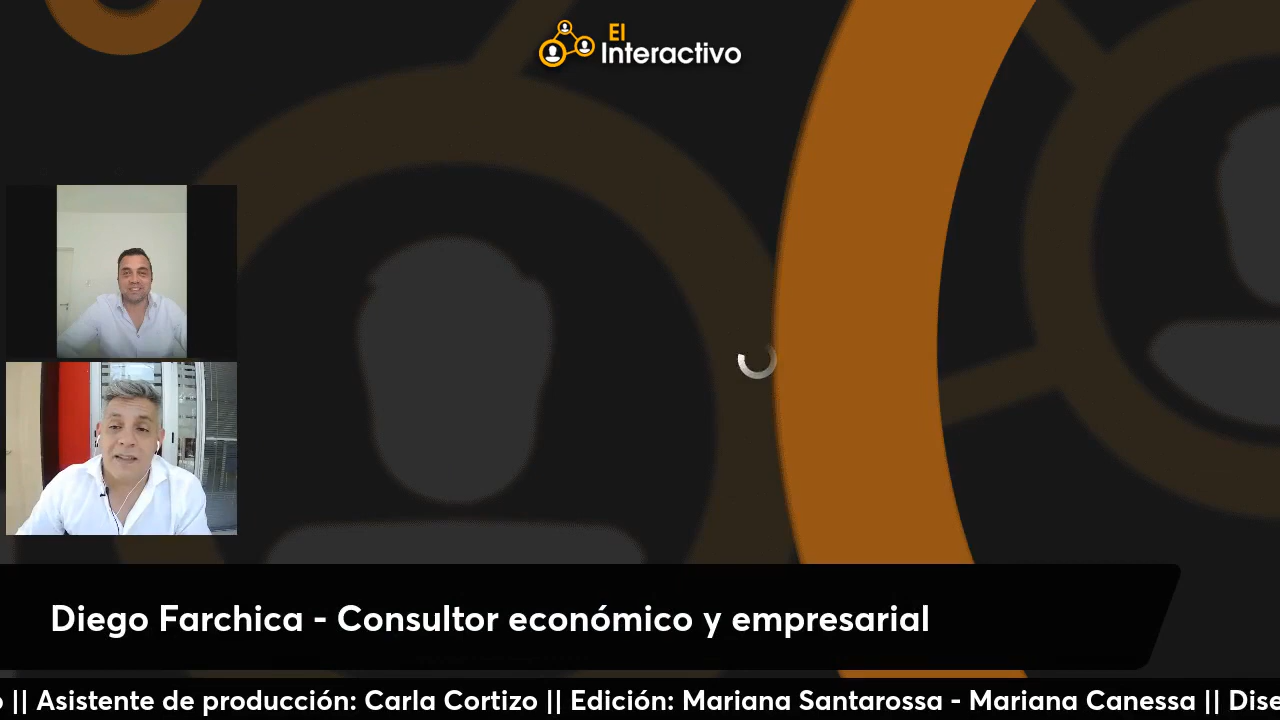 El
Interactivo
Diego Farchica - Consultor económico y empresarial
|| Asistente de producción: Carla Cortizo || Edición: Mariana Santarossa - Mariana Canessa ||